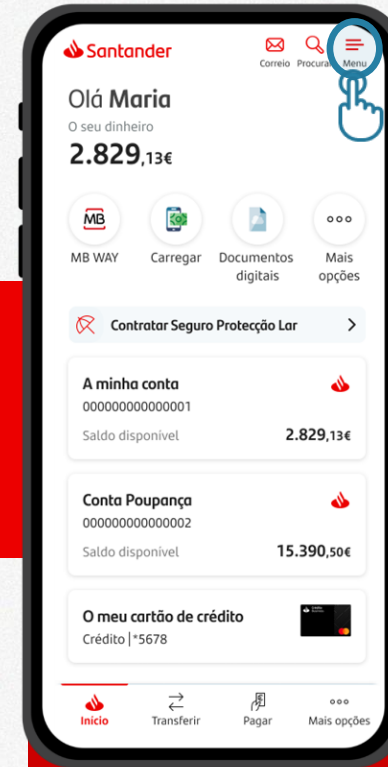 Santander
Correio Procurar Menu
Olá Maria
O seu dinheiro
2.829,13€
MB
MB WAY Carregar Documentos digitais Mais opções
Contratar Seguro Protecção Lar
A minha conta
000000000000001
Saldo disponivel 2.829,13€
Conta Poupança
000000000000002
Saldo disponivel 15.390,50€
O meu cartão de crédito
Crédito |*5678
Início Transferir Pagar Mais opções